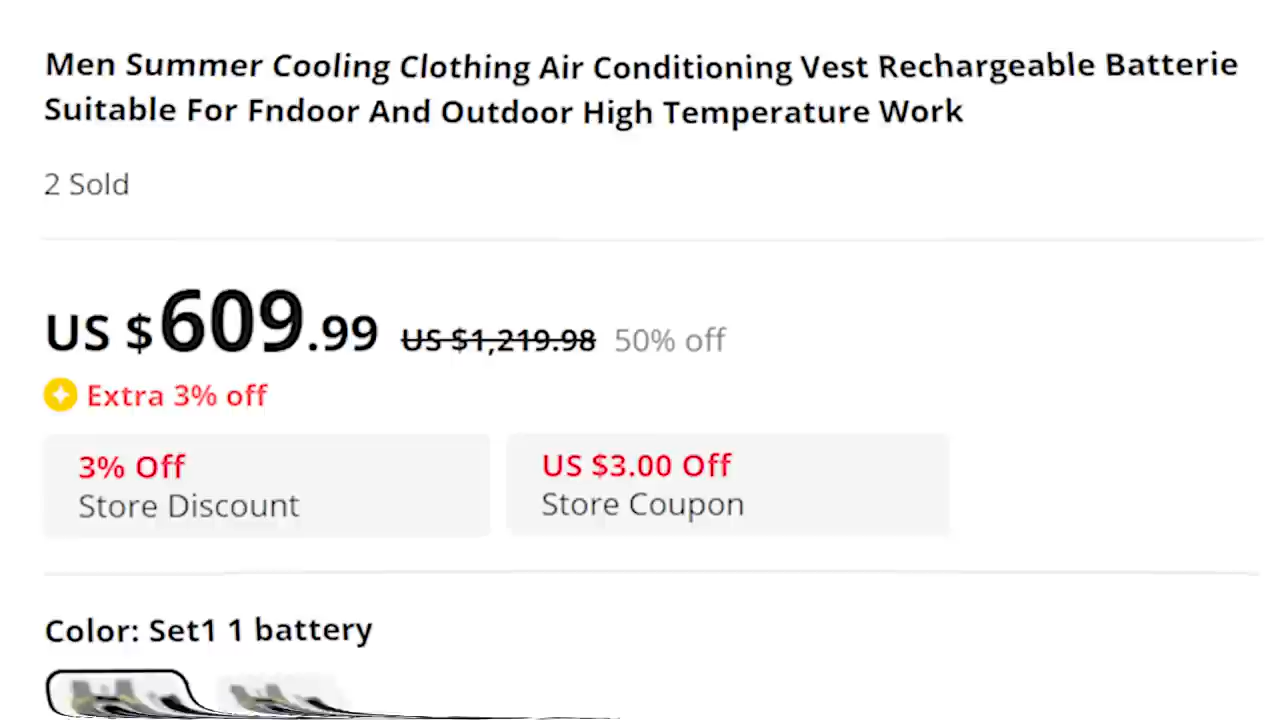 Men Summer Cooling Clothing Air Conditioning Vest Rechargeable Batterie
Suitable For Fndoor And Outdoor High Temperature Work
2 Sold
US $609.99 US $1,219.98 50% off
Extra 3% off
3% Off
Store Discount
US $3.00 Off
Store Coupon
Color: Set1 1 battery